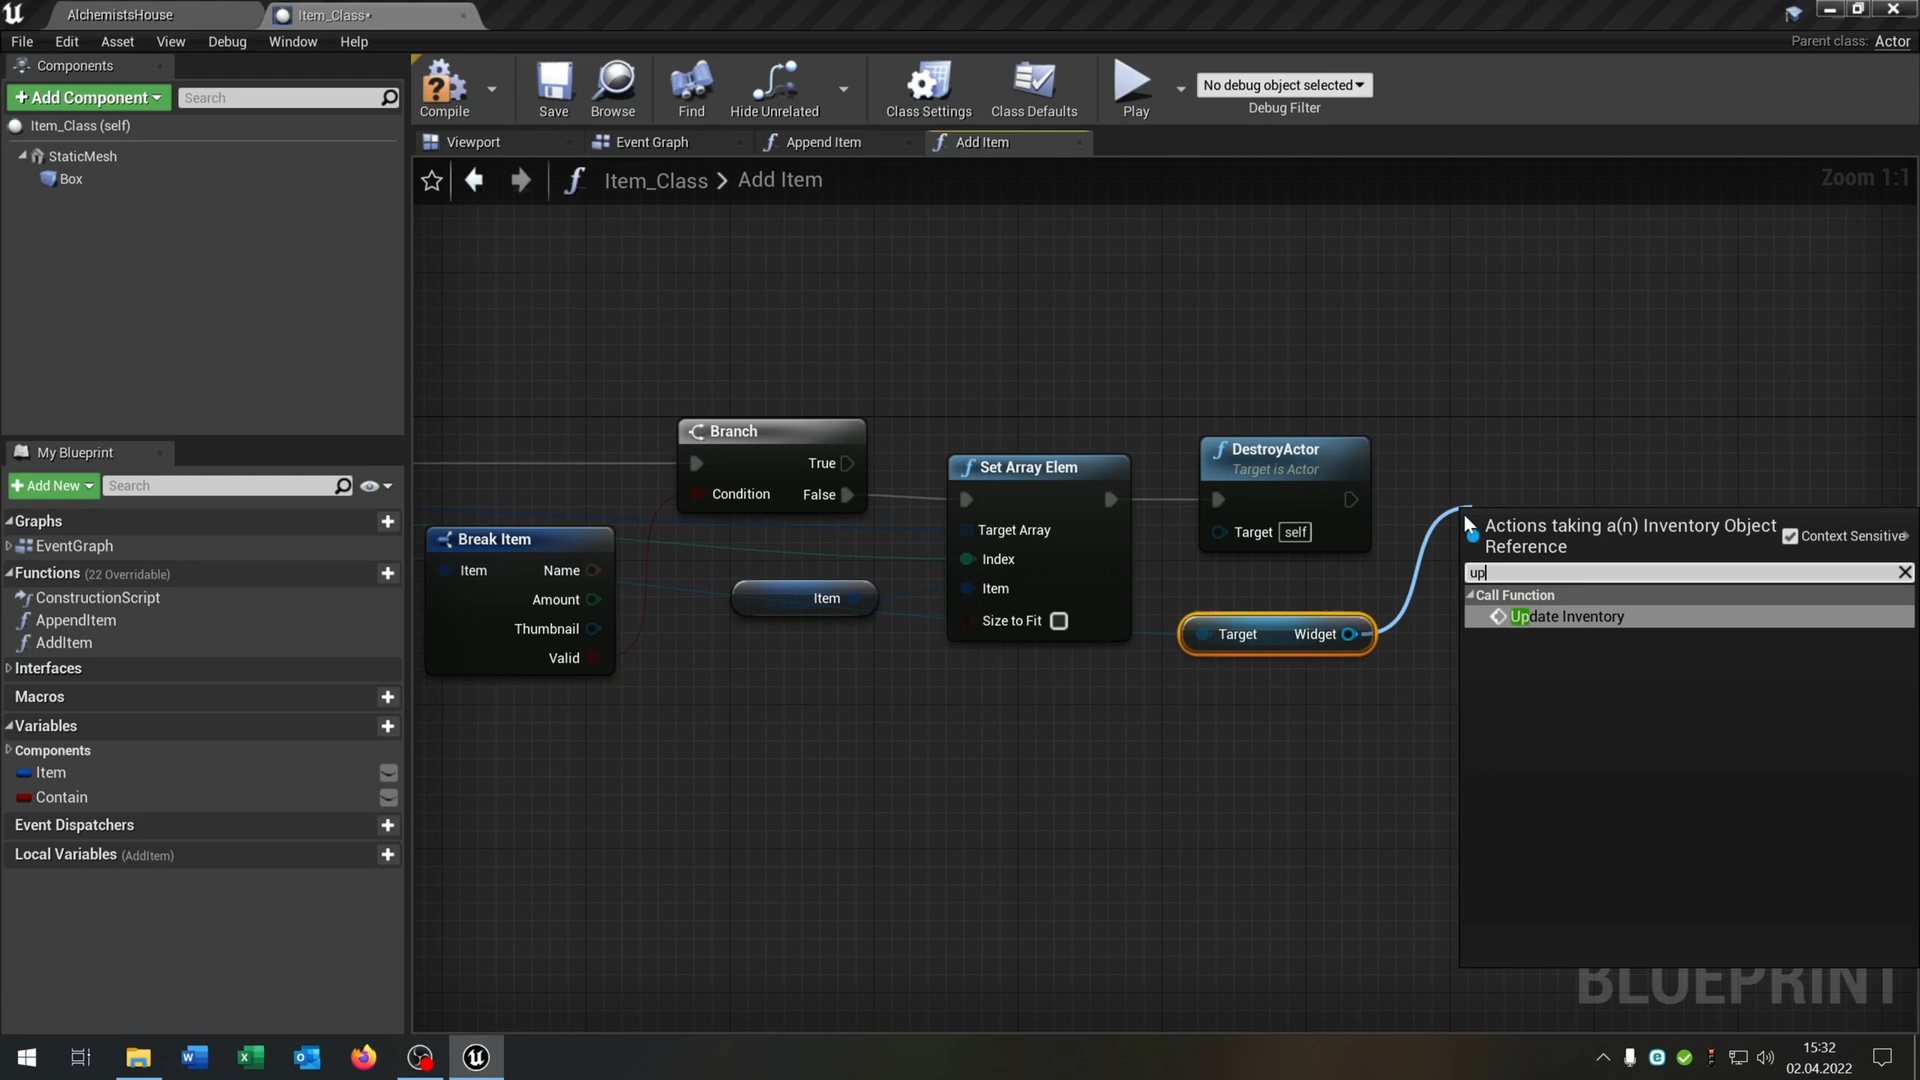 AlchemistsHouse
Item_Class*
File Edit Asset View Debug Window Help
Parent class: Actor
Components
+Add Component
Search
Item_Class (self)
StaticMesh
Box
Compile
Save
Browse
Find
Hide Unrelated
Class Settings
Class Defaults
Play
No debug object selected
Debug Filter
Viewport
Event Graph
Append Item
Add Item
Item_Class > Add Item
Zoom 1:1
My Blueprint
+Add New
Search
Graphs
EventGraph
Functions (22 Overridable)
ConstructionScript
AppendItem
AddItem
Interfaces
Macros
Variables
Components
Item
Contain
Event Dispatchers
Local Variables (AddItem)
Branch
True
Condition False
Break Item
Item Name
Amount
Thumbnail
Valid
Item
Set Array Elem
Target Array
Index
Item
Size to Fit
DestroyActor
Target is Actor
Target self
Target Widget
Actions taking a(n) Inventory Object
Reference
Context Sensitive
up
Call Function
Update Inventory
BLUEPRINT
15:32
02.04.2022